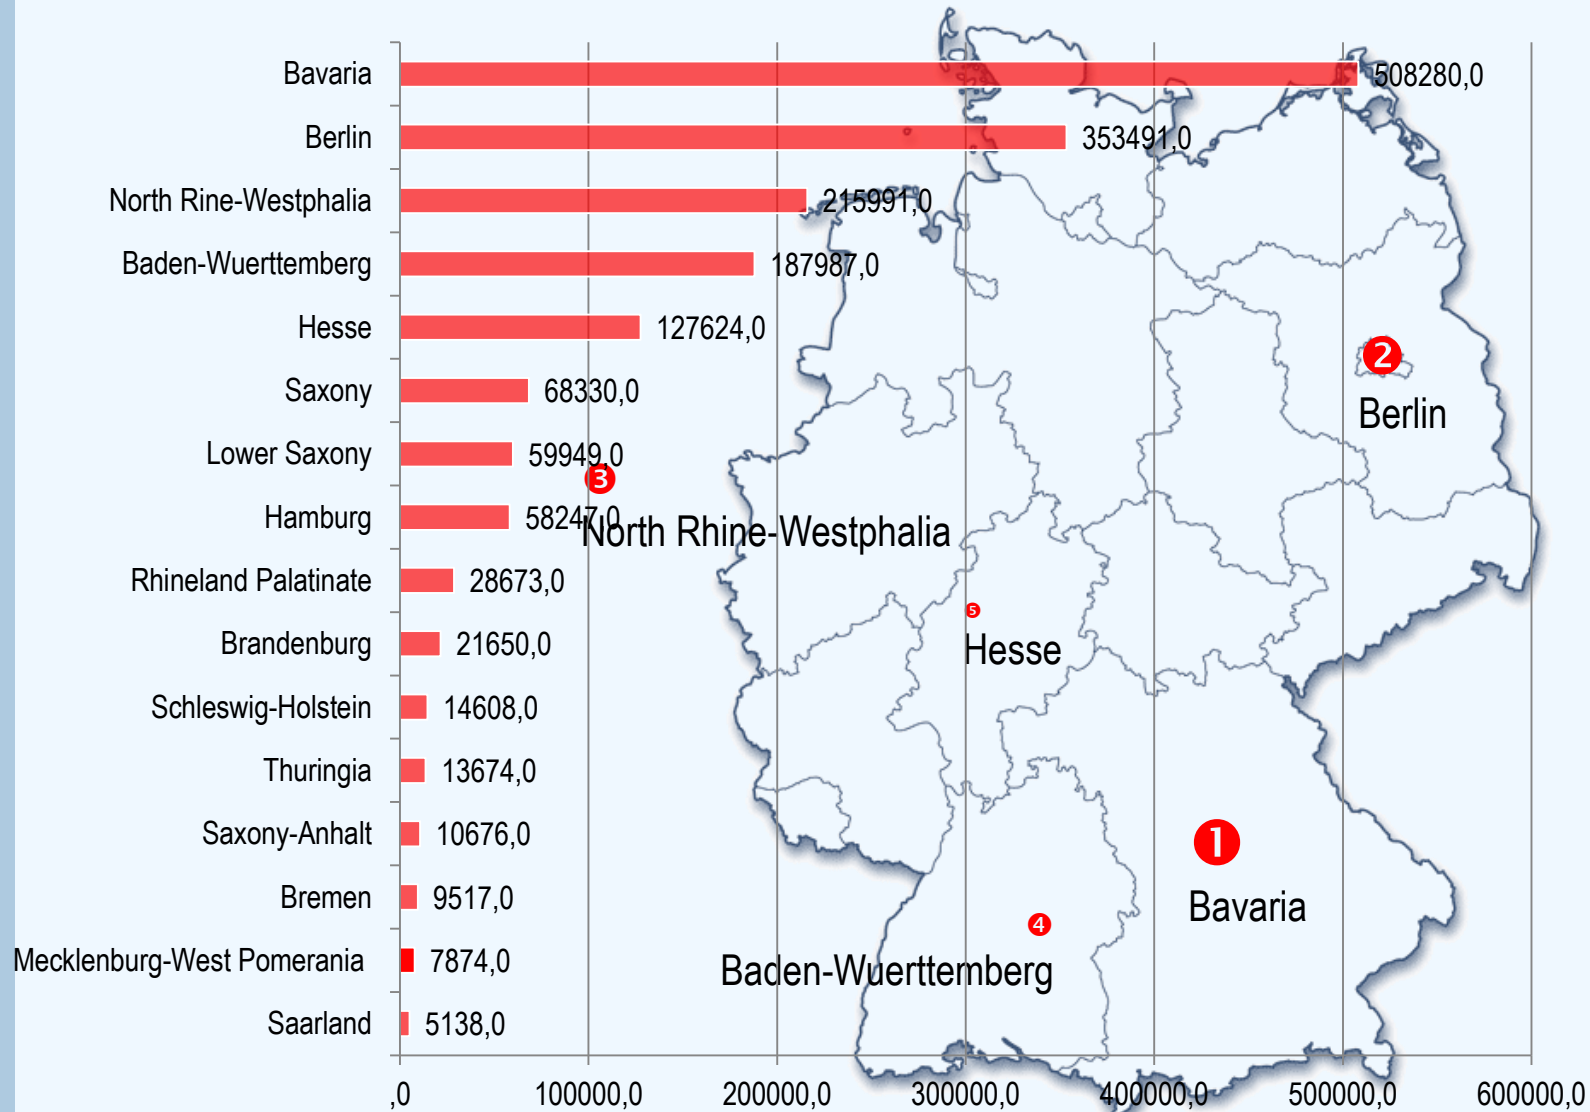 Bavaria 508280,0
Berlin 353491,0
North Rine-Westphalia 215991,0
Baden-Wuerttemberg 187987,0
Hesse 127624,0
2
Saxony 68330,0
Berlin
Lower Saxony 59949,0
3
Hamburg 58247,0
North Rhine-Westphalia
Rhineland Palatinate 28673,0
5
Brandenburg 21650,0
Hesse
Schleswig-Holstein 14608,0
Thuringia 13674,0
Saxony-Anhalt 10676,0
1
Bremen 9517,0
Bavaria
4
Mecklenburg-West Pomerania 7874,0
Baden-Wuerttemberg
Saarland 5138,0
,0 100000,0 200000,0 300000,0 400000,0 500000,0 600000,0